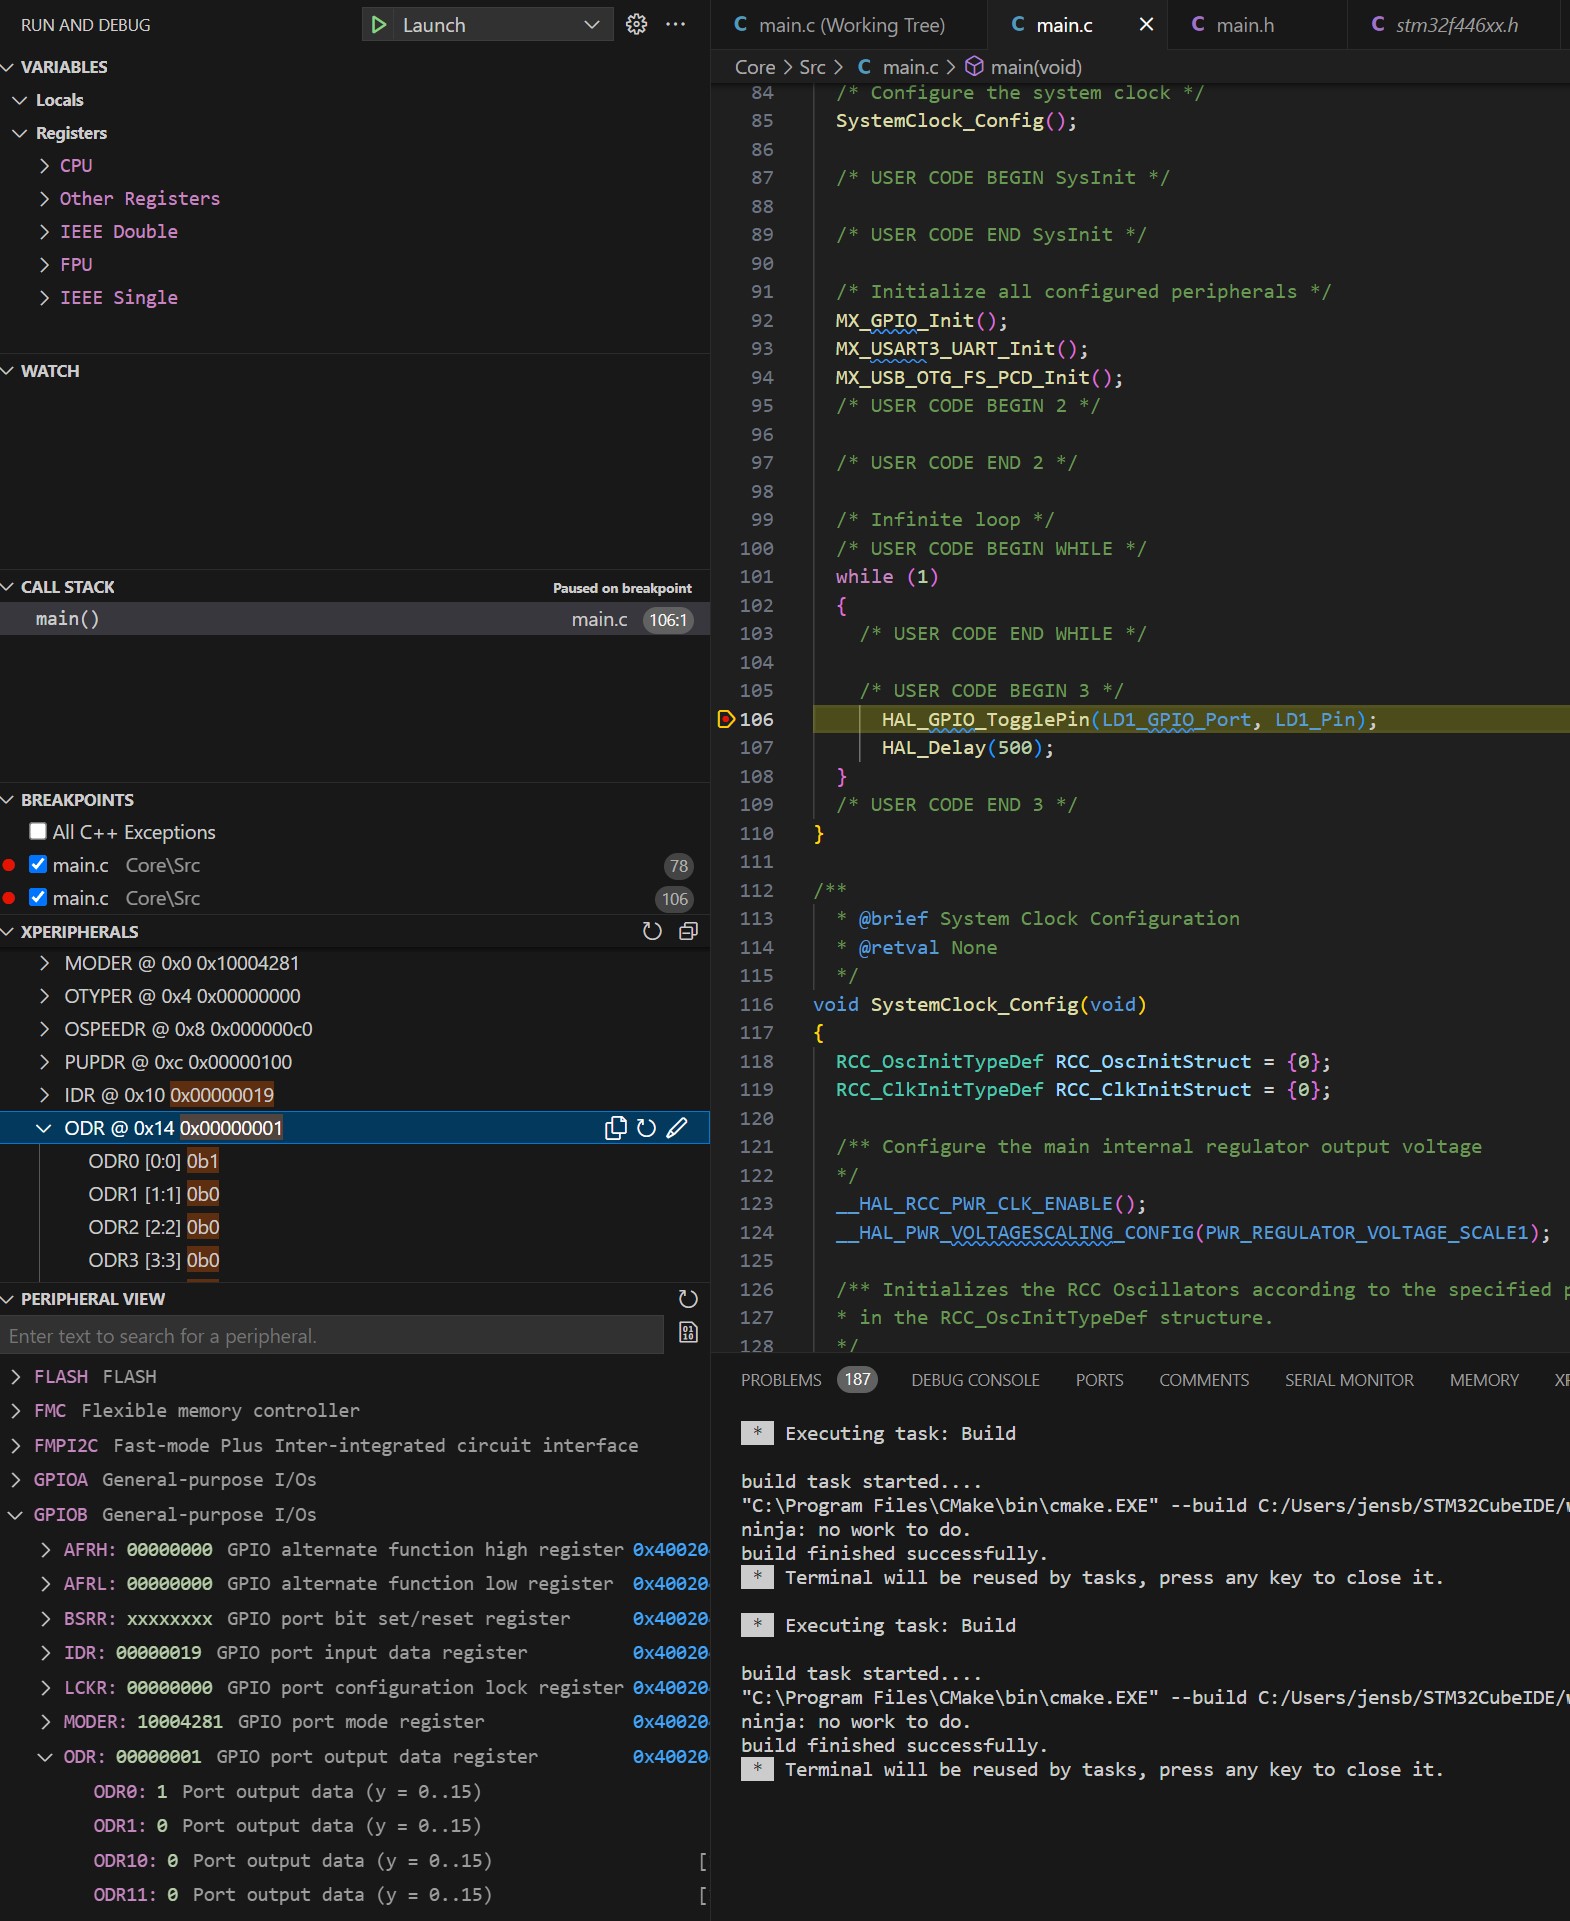 RUN AND DEBUG
Launch
VARIABLES
Locals
Registers
CPU
Other Registers
IEEE Double
FPU
IEEE Single
WATCH
CALL STACK Paused on breakpoint
main() main.c 106:1
BREAKPOINTS
All C++ Exceptions
main.c Core\Src 78
main.c Core\Src 106
XPERIPHERALS
MODER @ 0x0 0x10004281
OTYPER @ 0x4 0x00000000
OSPEEDR @ 0x8 0x000000c0
PUPDR @ 0xc 0x00000100
IDR @ 0x10 0x00000019
ODR @ 0x14 0x00000001
ODR0 [0:0] 0b1
ODR1 [1:1] 0b0
ODR2 [2:2] 0b0
ODR3 [3:3] 0b0
PERIPHERAL VIEW
Enter text to search for a peripheral.
FLASH FLASH
FMC Flexible memory controller
FMPI2C Fast-mode Plus Inter-integrated circuit interface
GPIOA General-purpose I/Os
GPIOB General-purpose I/Os
AFRH: 00000000 GPIO alternate function high register 0x40020
AFRL: 00000000 GPIO alternate function low register 0x40020
BSRR: xxxxxxxx GPIO port bit set/reset register 0x40020
IDR: 00000019 GPIO port input data register 0x40020
LCKR: 00000000 GPIO port configuration lock register 0x40020
MODER: 10004281 GPIO port mode register 0x40020
ODR: 00000001 GPIO port output data register 0x40020
ODR0: 1 Port output data (y = 0..15)
ODR1: 0 Port output data (y = 0..15)
ODR10: 0 Port output data (y = 0..15) [
ODR11: 0 Port output data (y = 0..15) [
C main.c (Working Tree) C main.c C main.h C stm32f446xx.h
Core > Src > C main.c > main(void)
84 /* Configure the system clock */
85 SystemClock_Config();
86
87 /* USER CODE BEGIN SysInit */
88
89 /* USER CODE END SysInit */
90
91 /* Initialize all configured peripherals */
92 MX_GPIO_Init();
93 MX_USART3_UART_Init();
94 MX_USB_OTG_FS_PCD_Init();
95 /* USER CODE BEGIN 2 */
96
97 /* USER CODE END 2 */
98
99 /* Infinite loop */
100 /* USER CODE BEGIN WHILE */
101 while (1)
102 {
103 /* USER CODE END WHILE */
104
105 /* USER CODE BEGIN 3 */
106 HAL_GPIO_TogglePin(LD1_GPIO_Port, LD1_Pin);
107 HAL_Delay(500);
108 }
109 /* USER CODE END 3 */
110 }
111
112 /**
113 * @brief System Clock Configuration
114 * @retval None
115 */
116 void SystemClock_Config(void)
117 {
118 RCC_OscInitTypeDef RCC_OscInitStruct = {0};
119 RCC_ClkInitTypeDef RCC_ClkInitStruct = {0};
120
121 /** Configure the main internal regulator output voltage
122 */
123 __HAL_RCC_PWR_CLK_ENABLE();
124 __HAL_PWR_VOLTAGESCALING_CONFIG(PWR_REGULATOR_VOLTAGE_SCALE1);
125
126 /** Initializes the RCC Oscillators according to the specified p
127 * in the RCC_OscInitTypeDef structure.
128 */
PROBLEMS 187 DEBUG CONSOLE PORTS COMMENTS SERIAL MONITOR MEMORY XP
* Executing task: Build
build task started....
"C:\Program Files\CMake\bin\cmake.EXE" --build C:/Users/jensb/STM32CubeIDE/w
ninja: no work to do.
build finished successfully.
* Terminal will be reused by tasks, press any key to close it.
* Executing task: Build
build task started....
"C:\Program Files\CMake\bin\cmake.EXE" --build C:/Users/jensb/STM32CubeIDE/w
ninja: no work to do.
build finished successfully.
* Terminal will be reused by tasks, press any key to close it.